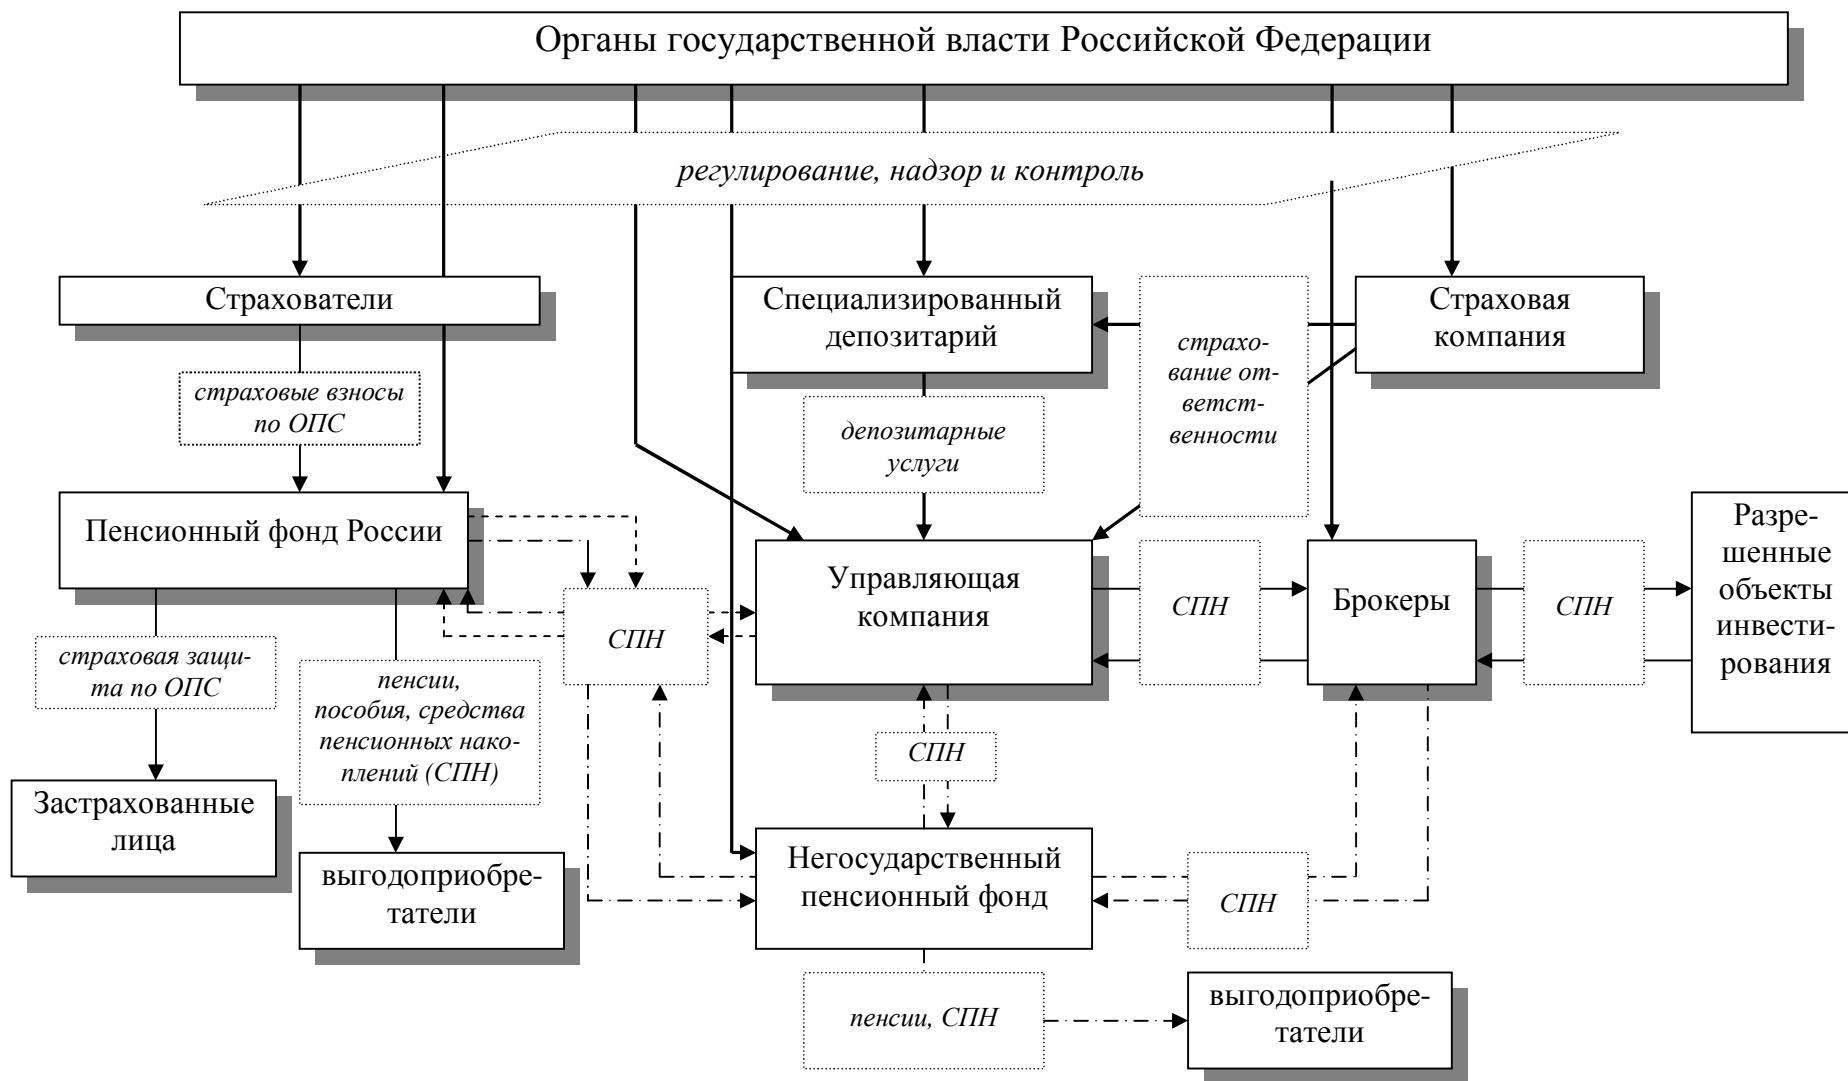 Органы государственной власти Российской Федерации
регулирование, надзор и контроль
Страхователи
Специализированный
депозитарий
Страховая
компания
страхо-
вание от-
ветст-
венности
страховые взносы
по ОПС
депозитарные
услуги
Пенсионный фонд России
Управляющая
компания
СПН
Брокеры
СПН
Разре-
шенные
объекты
инвести-
рования
СПН
страховая защи-
та по ОПС
пенсии,
пособия, средства
пенсионных нако-
плений (СПН)
СПН
Застрахованные
лица
выгодоприобре-
татели
Негосударственный
пенсионный фонд
СПН
пенсии, СПН
выгодоприобре-
татели